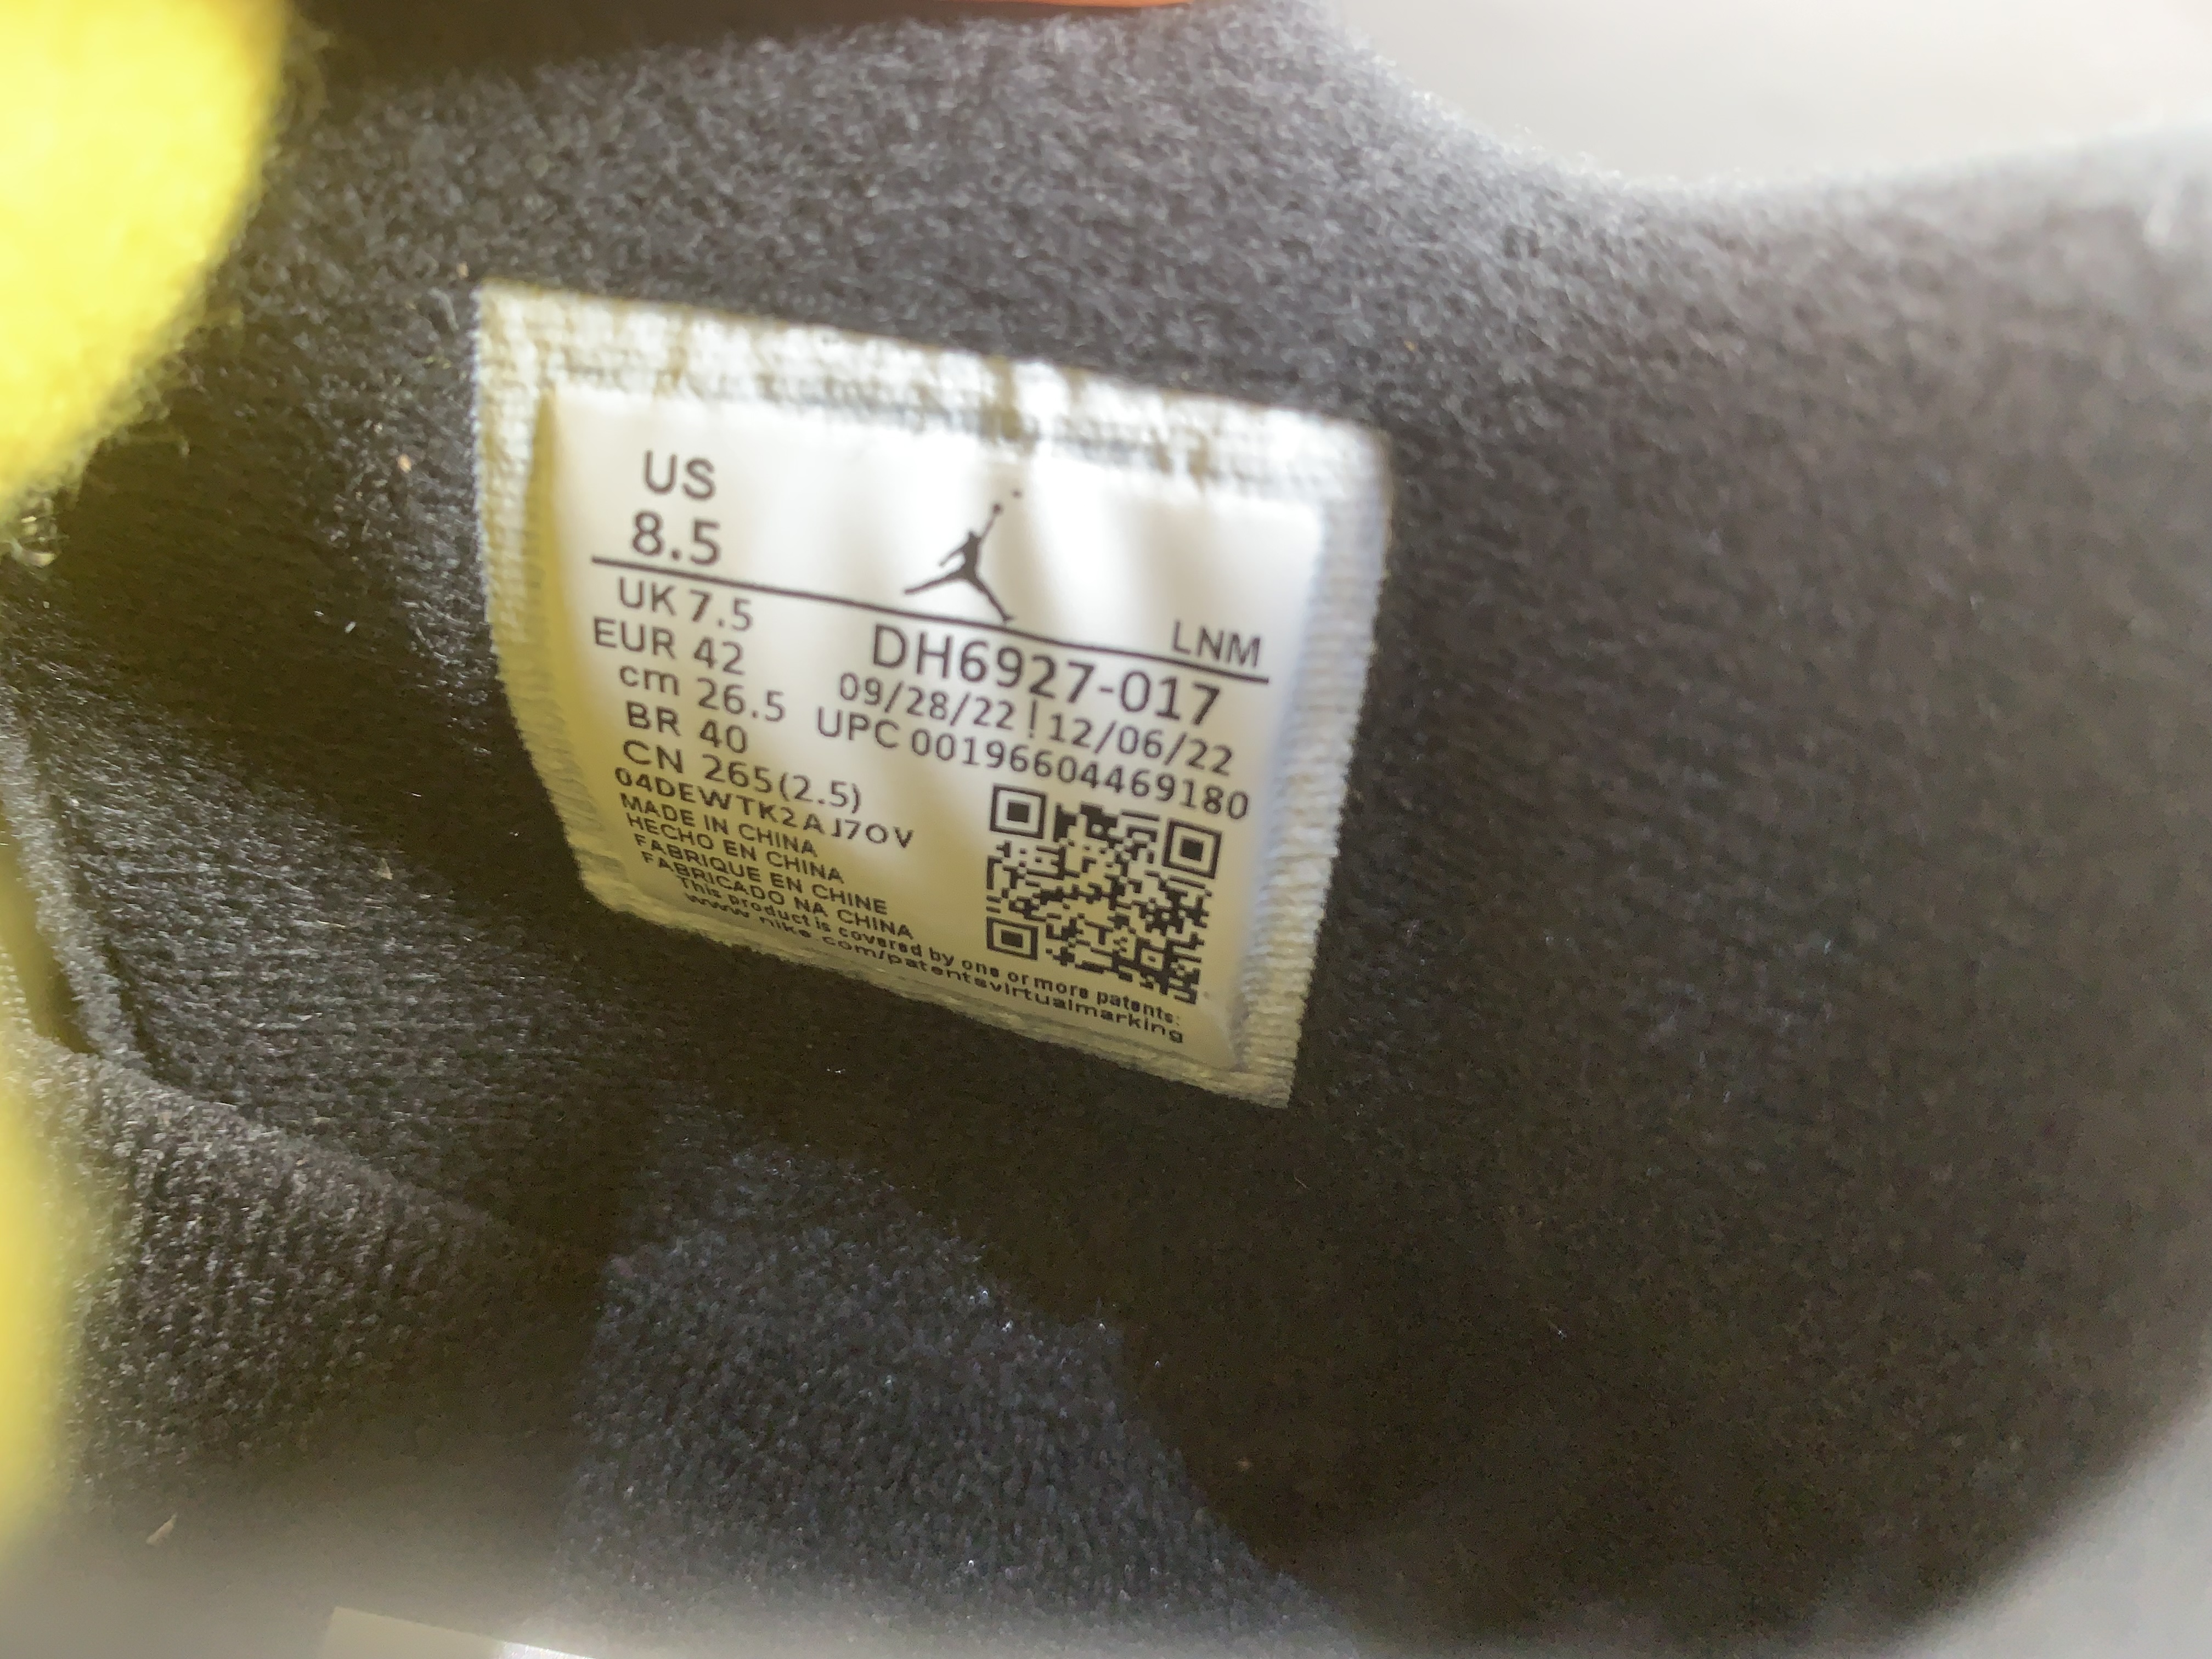 US
8.5
LNM
UK 7.5
EUR 42
cm 26.5
BR 40
CN 265(2.5)
DH6927-017
09/28/22 ! 12/06/22
UPC 00196604469180
04DEWTK2AJ7OV
MADE IN CHINA
HECHO EN CHINA
FABRIQUE EN CHINE
FABRICADO NA CHINA
This product is covered by one or more patents:
www.nike.com/patentsvirtualmarking